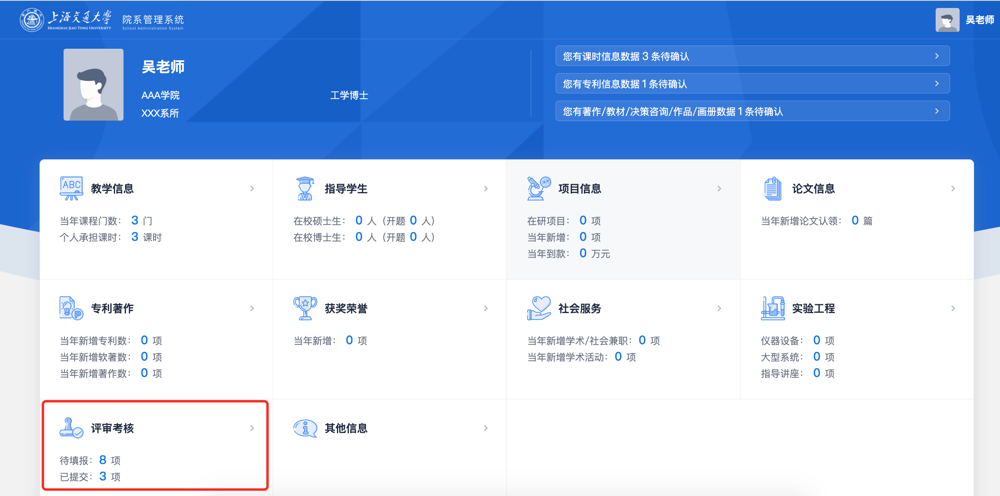 上海交通大学
SHANGHAI JIAO TONG UNIVERSITY
院系管理系统
School Administration System
吴老师
吴老师
AAA学院
工学博士
XXX系所
您有课时信息数据 3 条待确认
您有专利信息数据 1 条待确认
您有著作/教材/决策咨询/作品/画册数据 1 条待确认
ABC
教学信息
当年课程门数： 3 门
个人承担课时： 3 课时
指导学生
在校硕士生： 0 人（开题 0 人）
在校博士生： 0 人（开题 0 人）
项目信息
在研项目： 0 项
当年新增： 0 项
当年到款： 0 万元
论文信息
当年新增论文认领： 0 篇
P
专利著作
当年新增专利数： 0 项
当年新增软著数： 0 项
当年新增著作数： 0 项
获奖荣誉
当年新增： 0 项
社会服务
当年新增学术/社会兼职： 0 项
当年新增学术活动： 0 项
实验工程
仪器设备： 0 项
大型系统： 0 项
指导讲座： 0 项
评审考核
待填报： 8 项
已提交： 3 项
其他信息